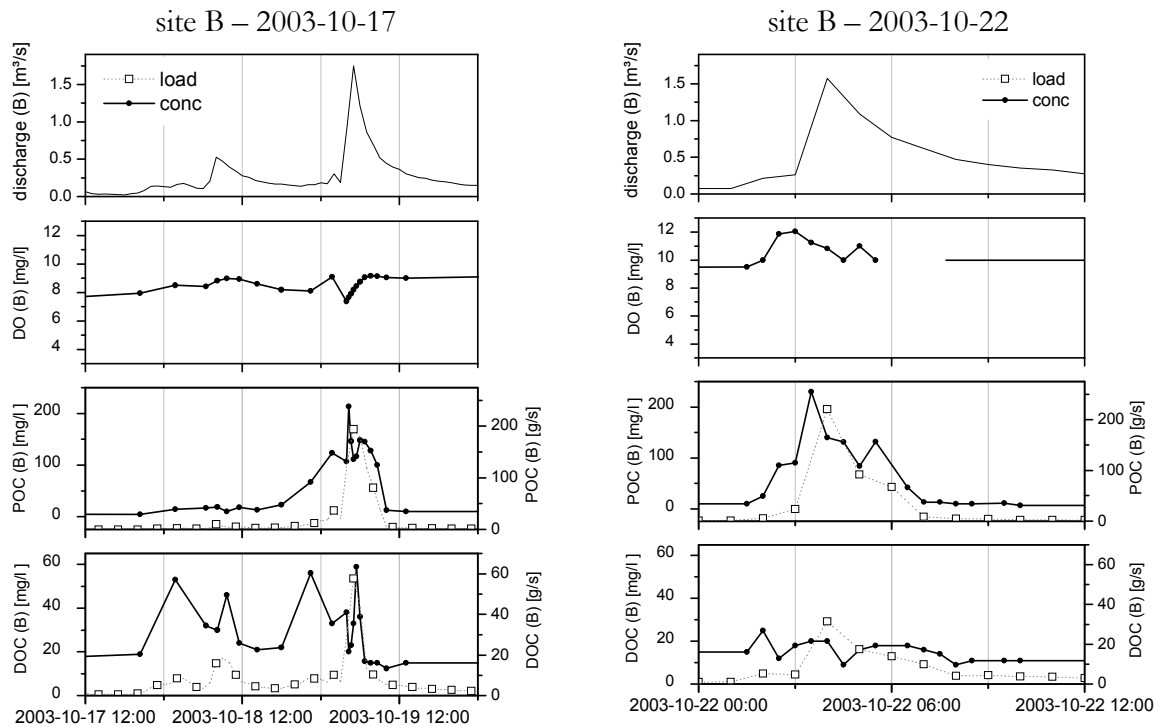 site B – 2003-10-17
site B – 2003-10-22
discharge (B) [m³/s]
1.5
1.0
0.5
0.0
load
conc
DO (B) [mg/l]
12
10
8
6
4
POC (B) [mg/l ]
200
100
0
200
100
0
POC (B) [g/s]
DOC (B) [mg/l ]
60
40
20
0
60
40
20
0
DOC (B) [g/s]
2003-10-17 12:00
2003-10-18 12:00
2003-10-19 12:00
discharge (B) [m³/s]
1.5
1.0
0.5
0.0
load
conc
DO (B) [mg/l]
12
10
8
6
4
POC (B) [mg/l ]
200
100
0
200
100
0
POC (B) [g/s]
DOC (B) [mg/l ]
60
40
20
0
60
40
20
0
DOC (B) [g/s]
2003-10-22 00:00
2003-10-22 06:00
2003-10-22 12:00